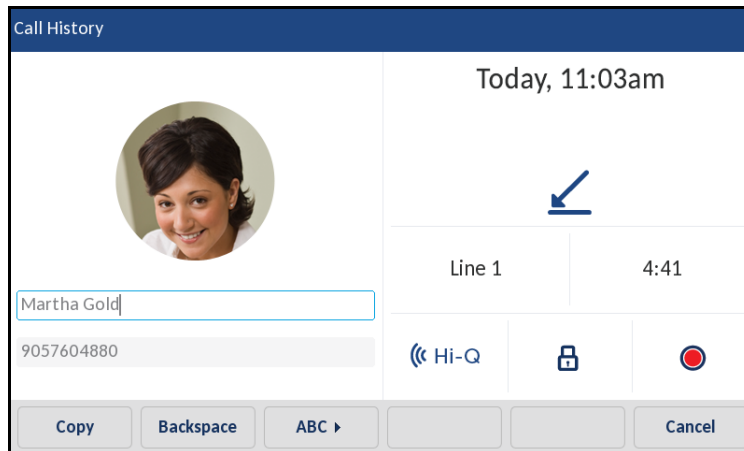 Call History
Today, 11:03am
Line 1
4:41
Martha Gold
9057604880
Hi-Q
Copy
Backspace
ABC
Cancel